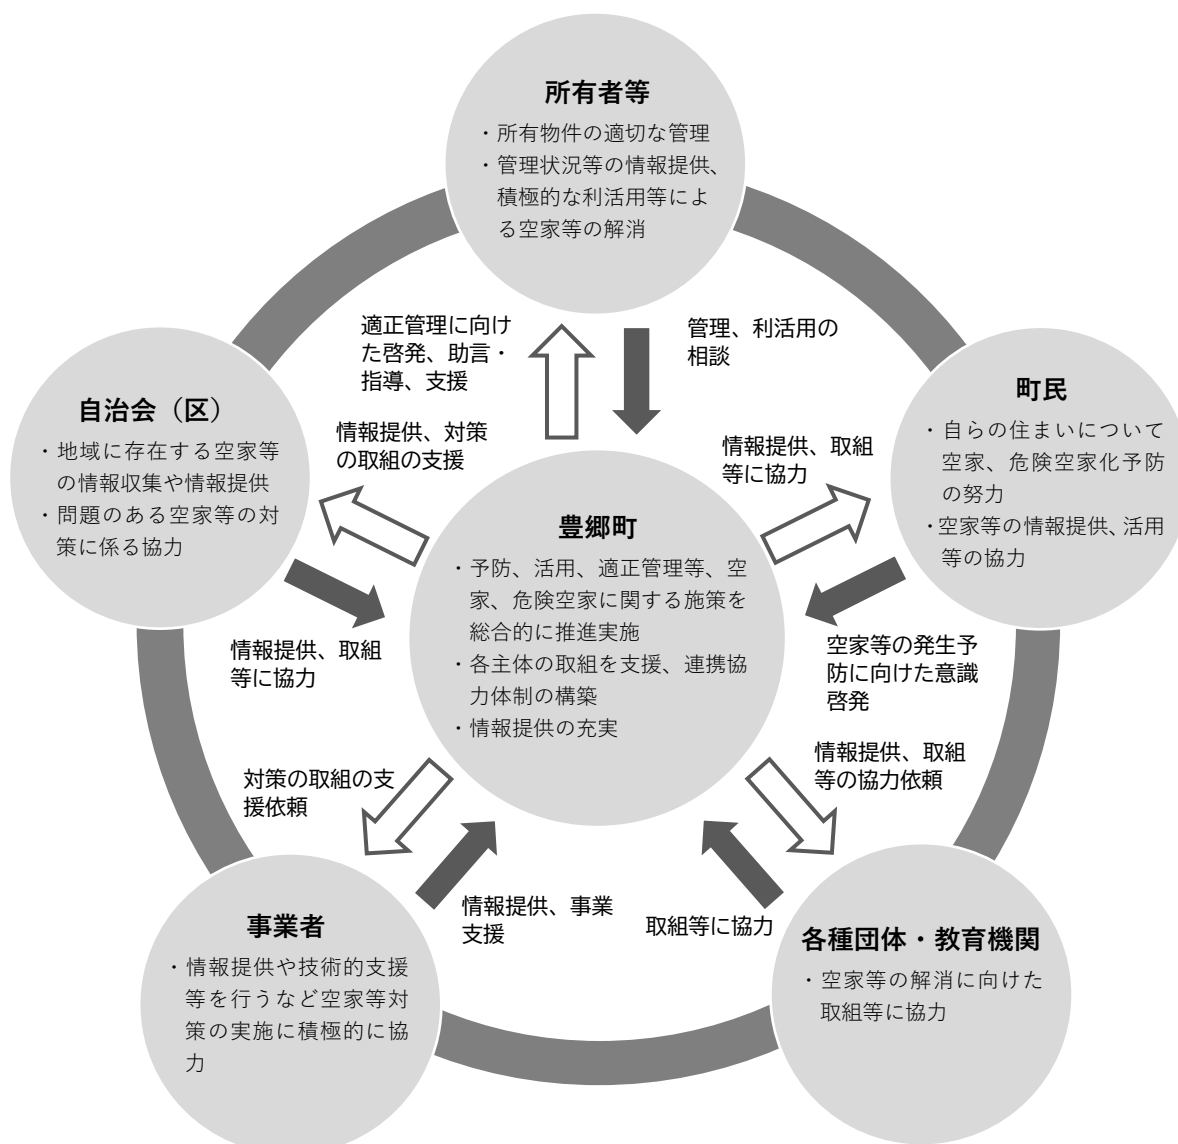 所有者等
・所有物件の適切な管理
・管理状況等の情報提供、
積極的な利活用等によ
る空家等の解消
適正管理に向け
た啓発、助言・
指導、支援
管理、利活用の
相談
自治会（区）
・地域に存在する空家等
の情報収集や情報提供
・問題のある空家等の対
策に係る協力
情報提供、対策
の取組の支援
情報提供、取組
等に協力
町民
・自らの住まいについて
空家、危険空家化予防
の努力
・空家等の情報提供、活用
等の協力
豊郷町
・予防、活用、適正管理等、空
家、危険空家に関する施策を
総合的に推進実施
・各主体の取組を支援、連携協
力体制の構築
・情報提供の充実
情報提供、取組
等に協力
空家等の発生予
防に向けた意識
啓発
対策の取組の支
援依頼
情報提供、取組
等の協力依頼
情報提供、事業
支援
取組等に協力
事業者
・情報提供や技術的支援
等を行うなど空家等対
策の実施に積極的に協
力
各種団体・教育機関
・空家等の解消に向けた
取組等に協力